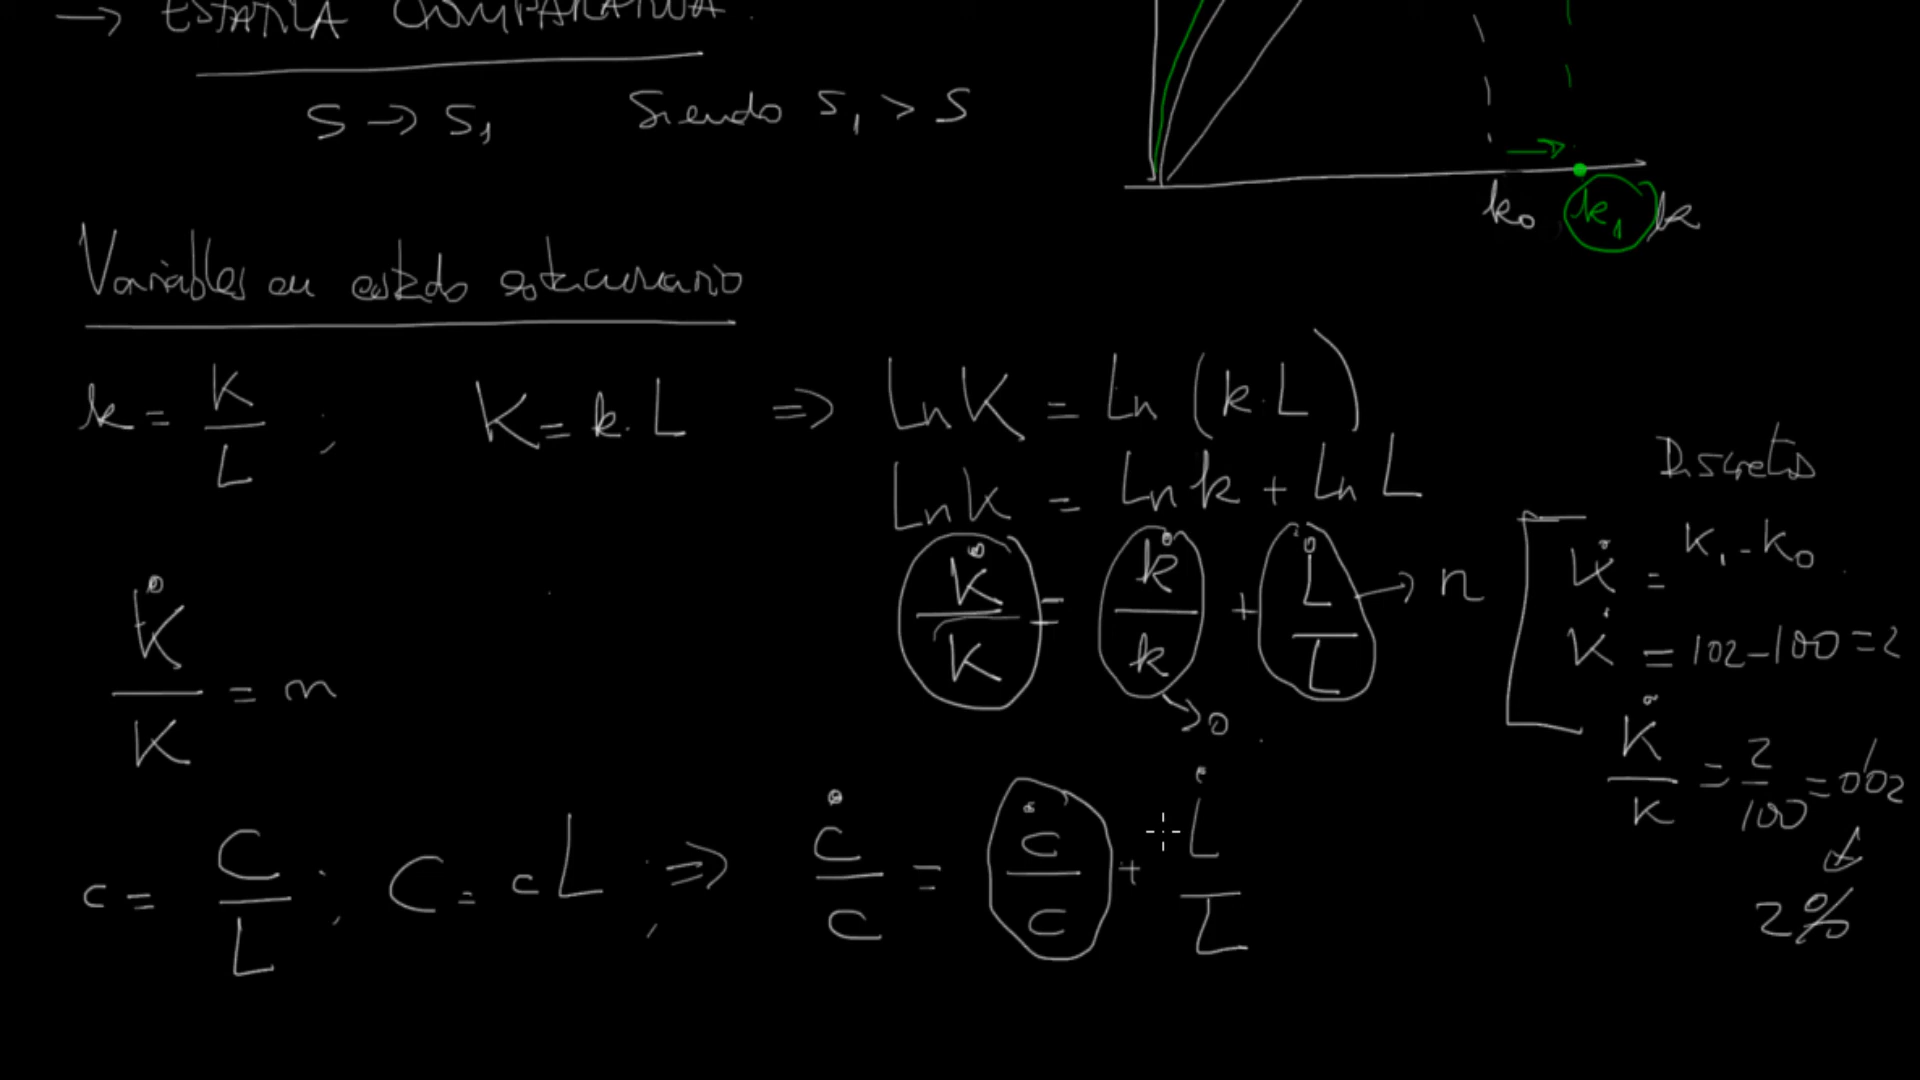 → ESTÁTICA COMPARATIVA.
S → S₁ Siendo S₁ > S
k₀ k₁ k
Variables en estado estacionario
k = K/L ; K = k.L ⇒ Ln K = Ln (k.L)
Ln K = Ln k + Ln L
K̇/K = k̇/k + L̇/L → n
→ 0
K̇/K = n
Discretos
K̇ = K₁ - K₀
K̇ = 102 - 100 = 2
K̇/K = 2/100 = 0'02
2%
c = C/L ; C = cL ; ⇒ Ċ/C = ċ/c + L̇/L